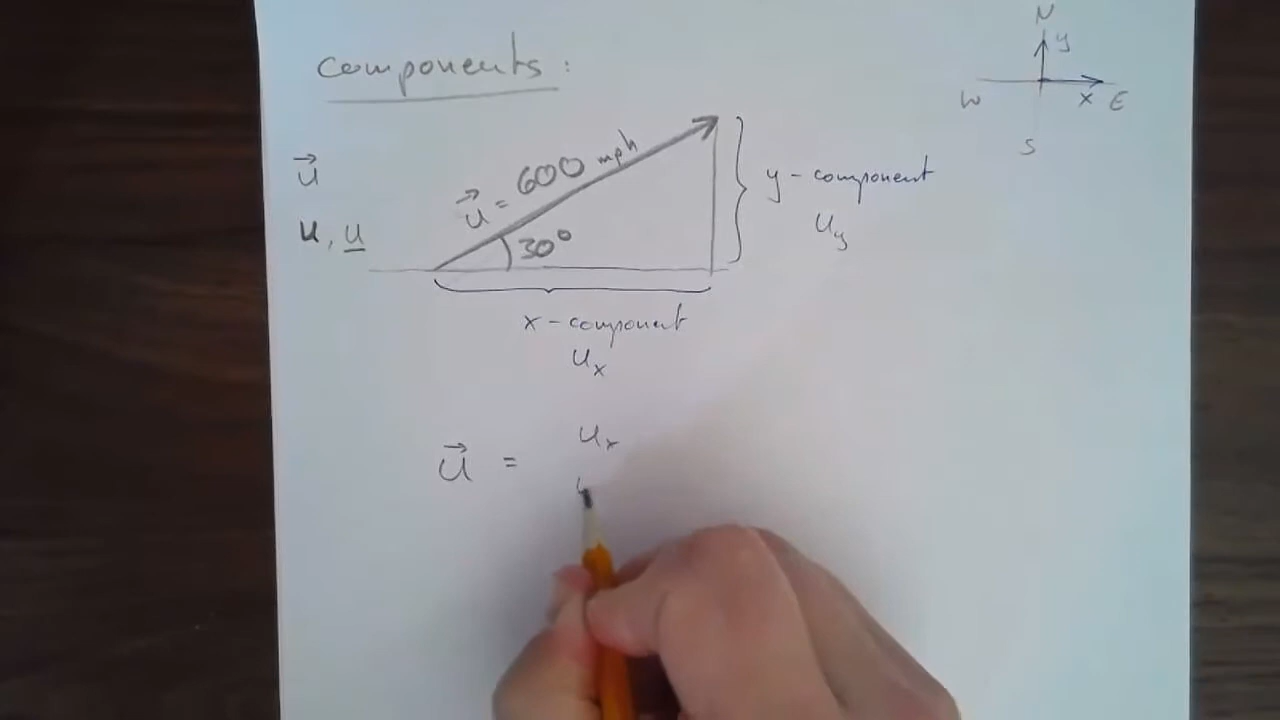 components :
N
y
W
x E
S
u⃗
u, u
u⃗ = 600 mph
30°
y - component
u_y
x - component
u_x
u⃗ = u_x